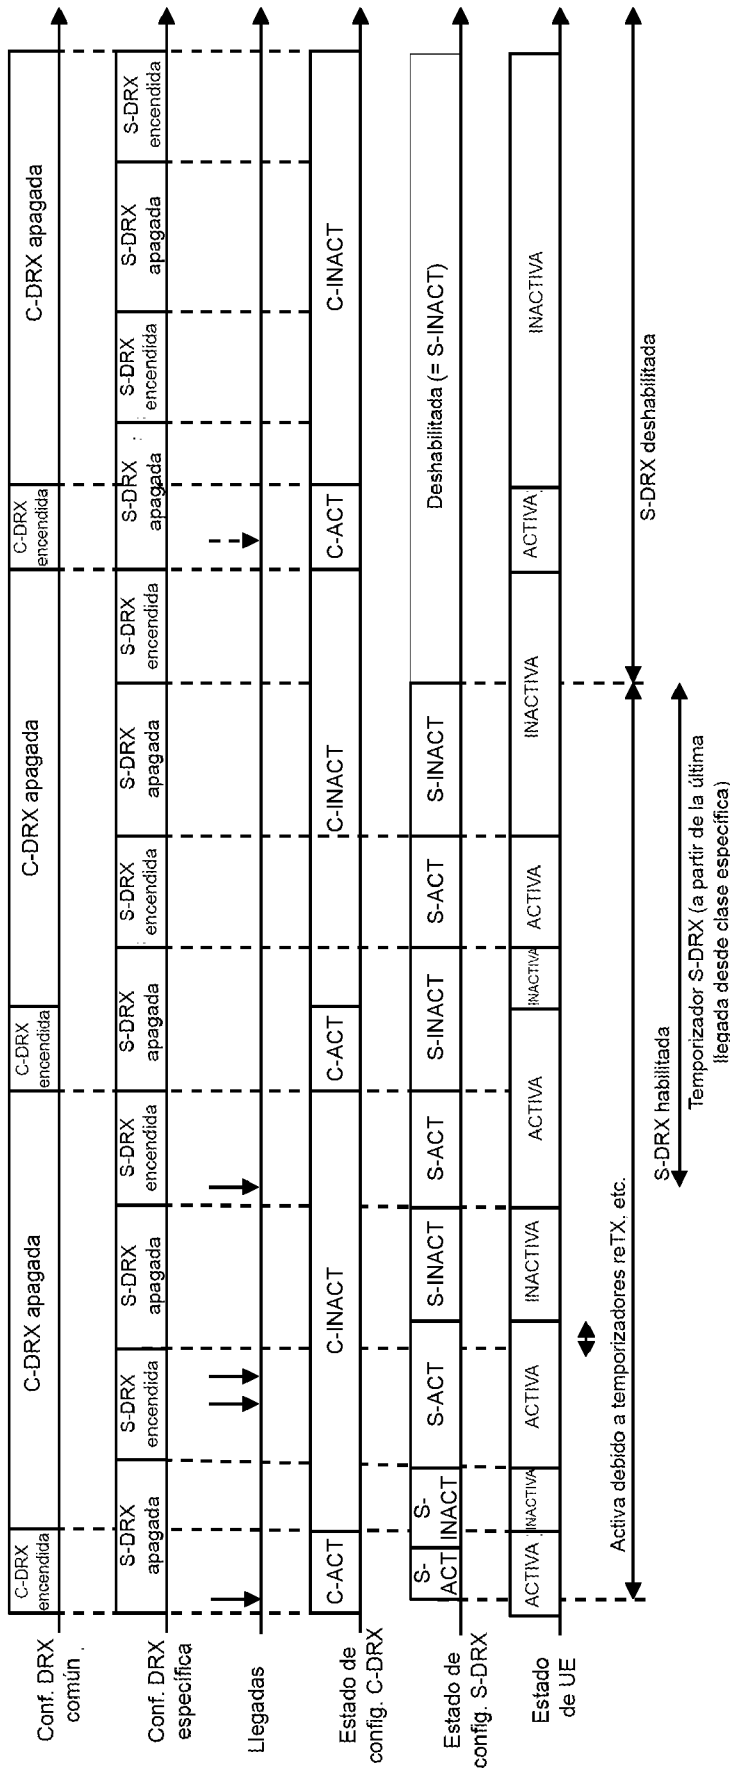 Conf. DRX
común
C-DRX
encendida
C-DRX apagada
C-DRX
encendida
C-DRX apagada
C-DRX
encendida
C-DRX apagada
Conf. DRX
específica
S-DRX
apagada
S-DRX
encendida
S-DRX
apagada
S-DRX
encendida
S-DRX
apagada
S-DRX
encendida
S-DRX
apagada
S-DRX
encendida
S-DRX
apagada
S-DRX
encendida
S-DRX
apagada
S-DRX
encendida
Llegadas
Estado de
config. C-DRX
C-ACT
C-INACT
C-ACT
C-INACT
C-ACT
C-INACT
Estado de
config. S-DRX
S-
ACT
S-
INACT
S-ACT
S-INACT
S-ACT
S-INACT
S-ACT
S-INACT
Deshabilitada (= S-INACT)
Estado
de UE
ACTIVA
INACTIVA
ACTIVA
INACTIVA
ACTIVA
INACTIVA
ACTIVA
INACTIVA
ACTIVA
INACTIVA
Activa debido a temporizadores reTX, etc.
S-DRX habilitada
S-DRX deshabilitada
Temporizador S-DRX (a partir de la última
llegada desde clase específica)